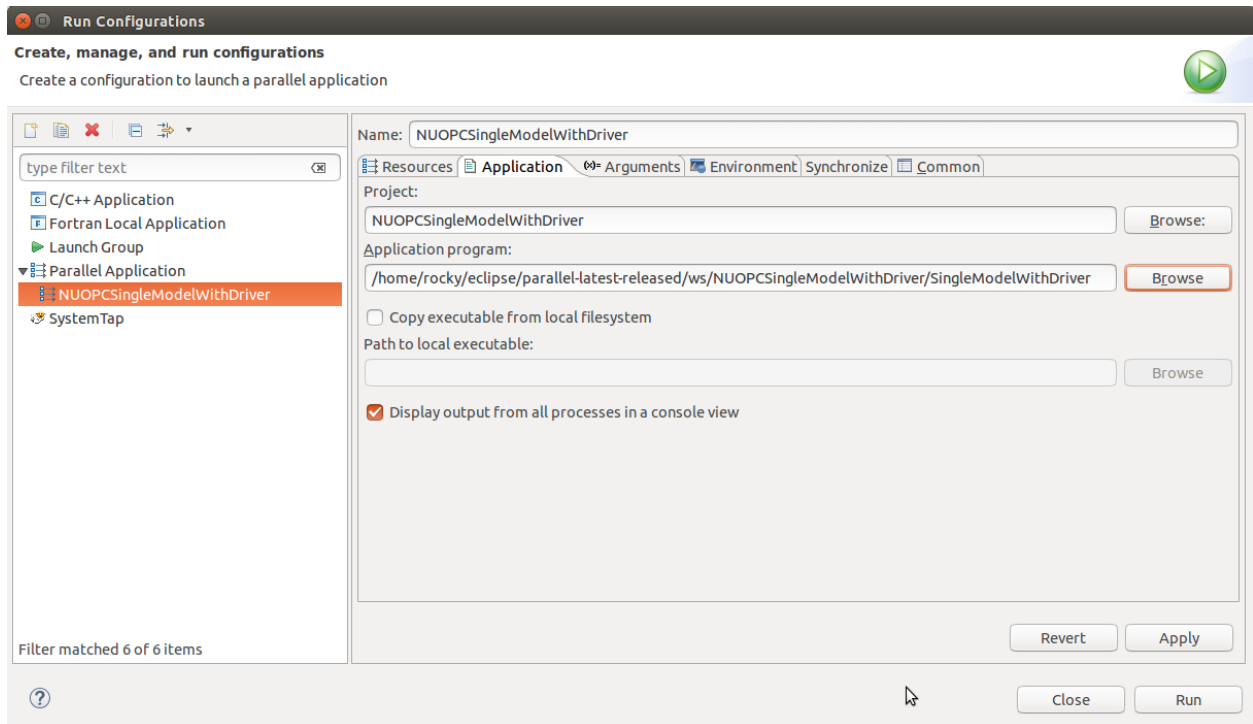 Run Configurations
Create, manage, and run configurations
Create a configuration to launch a parallel application
type filter text
C/C++ Application
Fortran Local Application
Launch Group
Parallel Application
NUOPCSingleModelWithDriver
SystemTap
Filter matched 6 of 6 items
Name: NUOPCSingleModelWithDriver
Resources Application (x)= Arguments Environment Synchronize Common
Project:
NUOPCSingleModelWithDriver Browse:
Application program:
/home/rocky/eclipse/parallel-latest-released/ws/NUOPCSingleModelWithDriver/SingleModelWithDriver Browse
Copy executable from local filesystem
Path to local executable:
Browse
Display output from all processes in a console view
Revert Apply
? Close Run